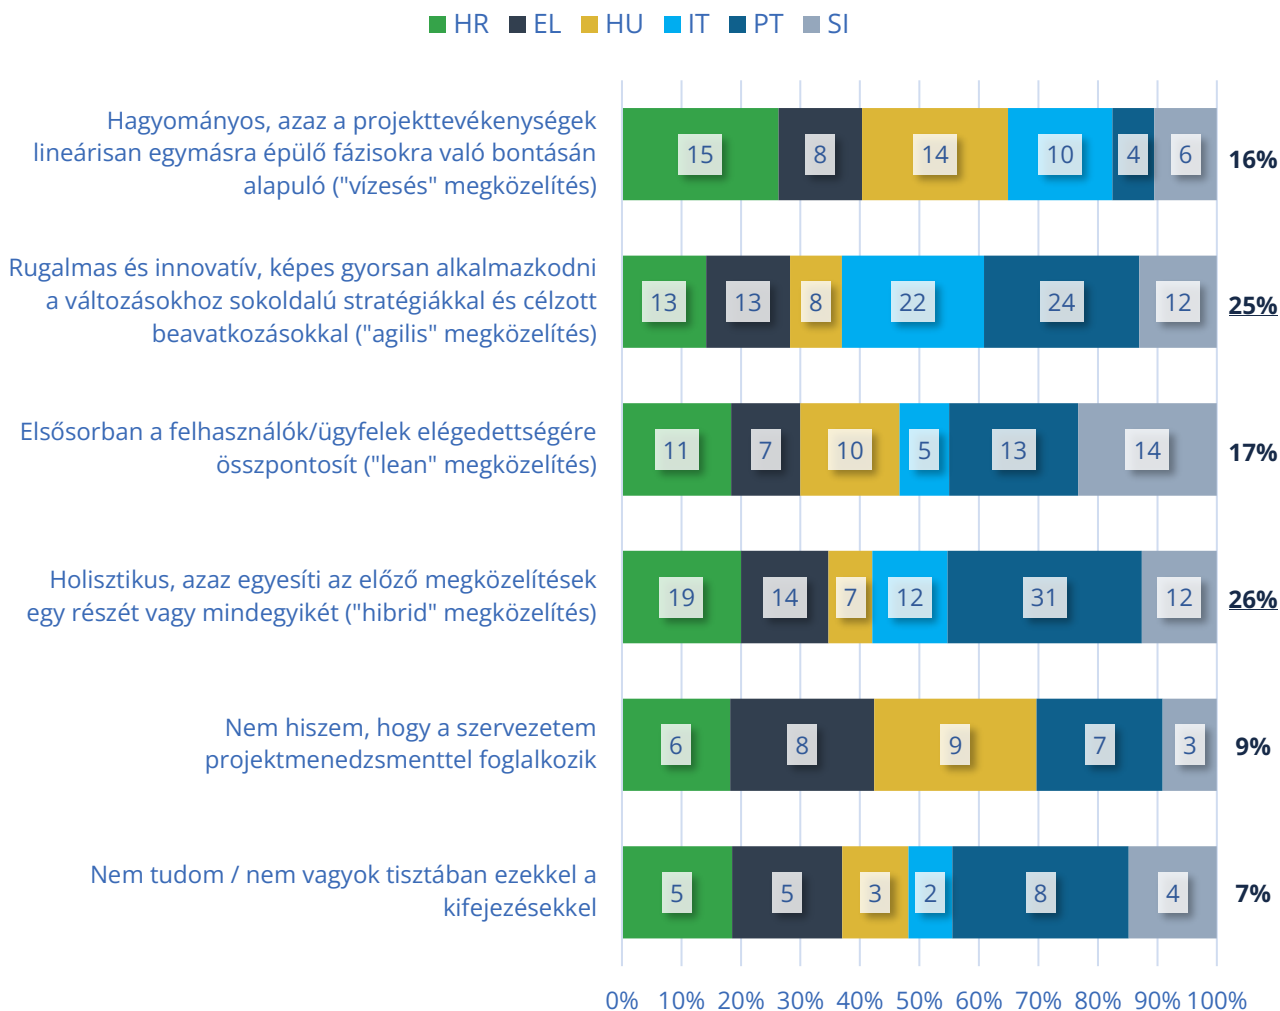 HR EL HU IT PT SI
Hagyományos, azaz a projekttevékenységek
lineárisan egymásra épülő fázisokra való bontásán
alapuló ("vízesés" megközelítés)
15 8 14 10 4 6
16%
Rugalmas és innovatív, képes gyorsan alkalmazkodni
a változásokhoz sokoldalú stratégiákkal és célzott
beavatkozásokkal ("agilis" megközelítés)
13 13 8 22 24 12
25%
Elsősorban a felhasználók/ügyfelek elégedettségére
összpontosít ("lean" megközelítés)
11 7 10 5 13 14
17%
Holisztikus, azaz egyesíti az előző megközelítések
egy részét vagy mindegyikét ("hibrid" megközelítés)
19 14 7 12 31 12
26%
Nem hiszem, hogy a szervezetem
projektmenedzsmenttel foglalkozik
6 8 9 7 3
9%
Nem tudom / nem vagyok tisztában ezekkel a
kifejezésekkel
5 5 3 2 8 4
7%
0% 10% 20% 30% 40% 50% 60% 70% 80% 90% 100%